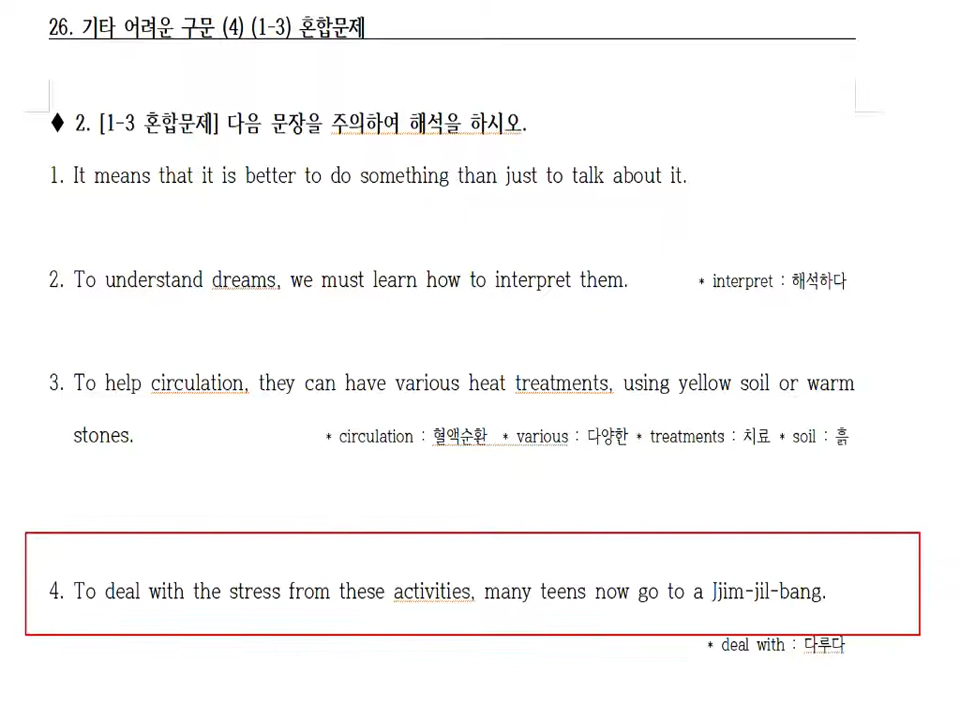 26. 기타 어려운 구문 (4) (1-3) 혼합문제
◆ 2. [1-3 혼합문제] 다음 문장을 주의하여 해석을 하시오.
1. It means that it is better to do something than just to talk about it.
2. To understand dreams, we must learn how to interpret them. * interpret : 해석하다
3. To help circulation, they can have various heat treatments, using yellow soil or warm
stones. * circulation : 혈액순환 * various : 다양한 * treatments : 치료 * soil : 흙
4. To deal with the stress from these activities, many teens now go to a Jjim-jil-bang.
* deal with : 다루다